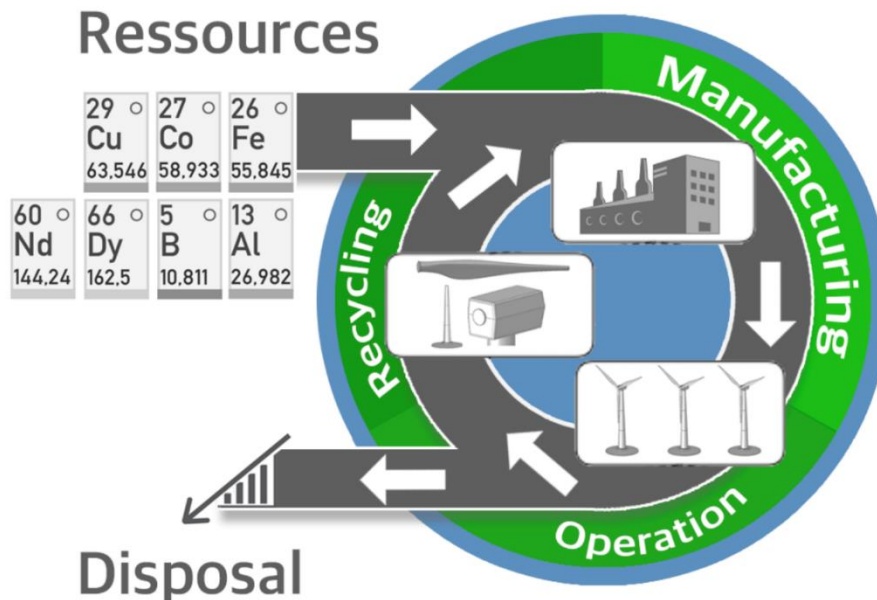 Ressources
29 27 26
Cu Co Fe
63,546 58,933 55,845
60 66 5 13
Nd Dy B Al
144,24 162,5 10,811 26,982
Manufacturing
Recycling
Operation
Disposal